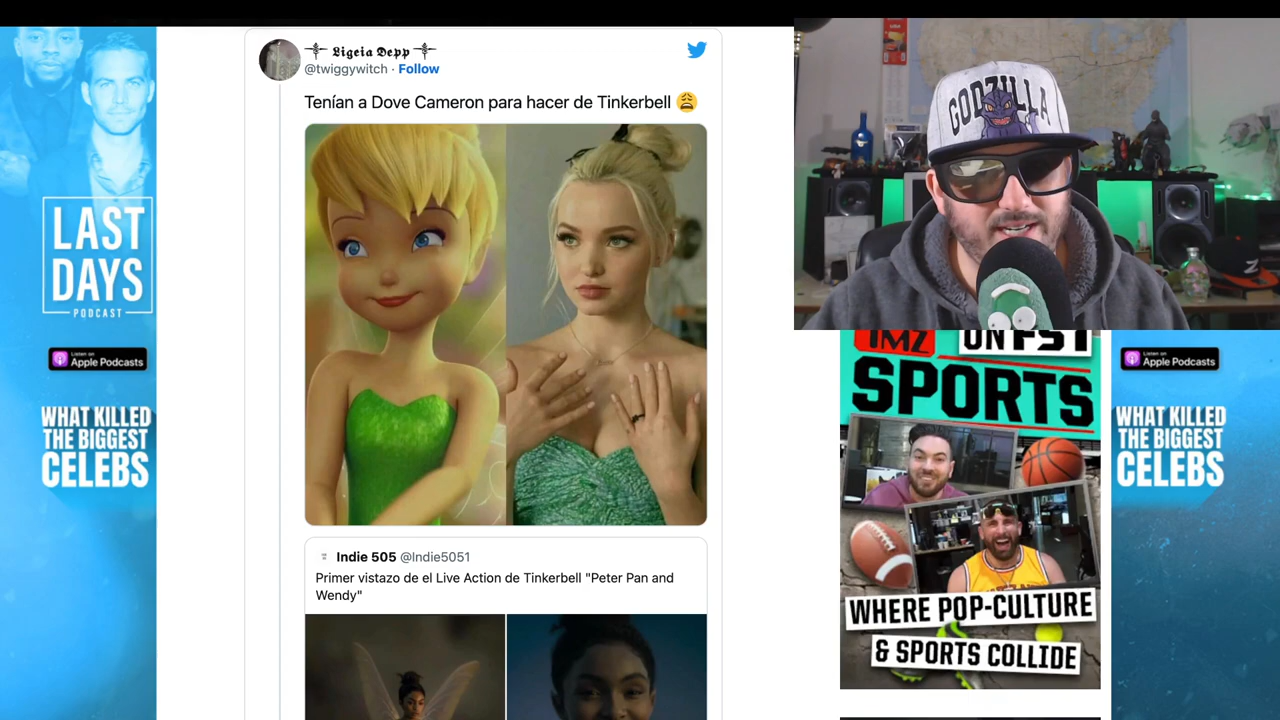 LAST
DAYS
PODCAST
Listen on
Apple Podcasts
WHAT KILLED
THE BIGGEST
CELEBS
𝕷𝖎𝖌𝖊𝖎𝖆 𝕯𝖊𝖕𝖕
@twiggywitch · Follow
Tenían a Dove Cameron para hacer de Tinkerbell 😩
Indie 505 @Indie5051
Primer vistazo de el Live Action de Tinkerbell "Peter Pan and
Wendy"
GODZILLA
Z
TMZ ON FS1
SPORTS
WHERE POP-CULTURE
& SPORTS COLLIDE
Listen on
Apple Podcasts
WHAT KILLED
THE BIGGEST
CELEBS